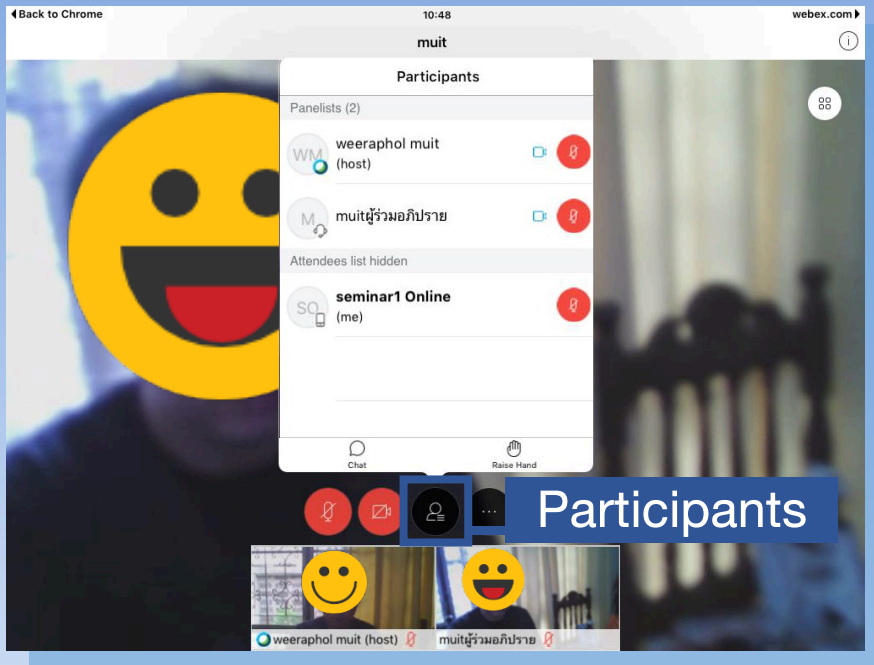 Back to Chrome
10:48
webex.com
muit
Participants
Panelists (2)
WM
weeraphol muit
(host)
M
muitผู้ร่วมอภิปราย
Attendees list hidden
SO
seminar1 Online
(me)
Chat
Raise Hand
Participants
weeraphol muit (host)
muitผู้ร่วมอภิปราย